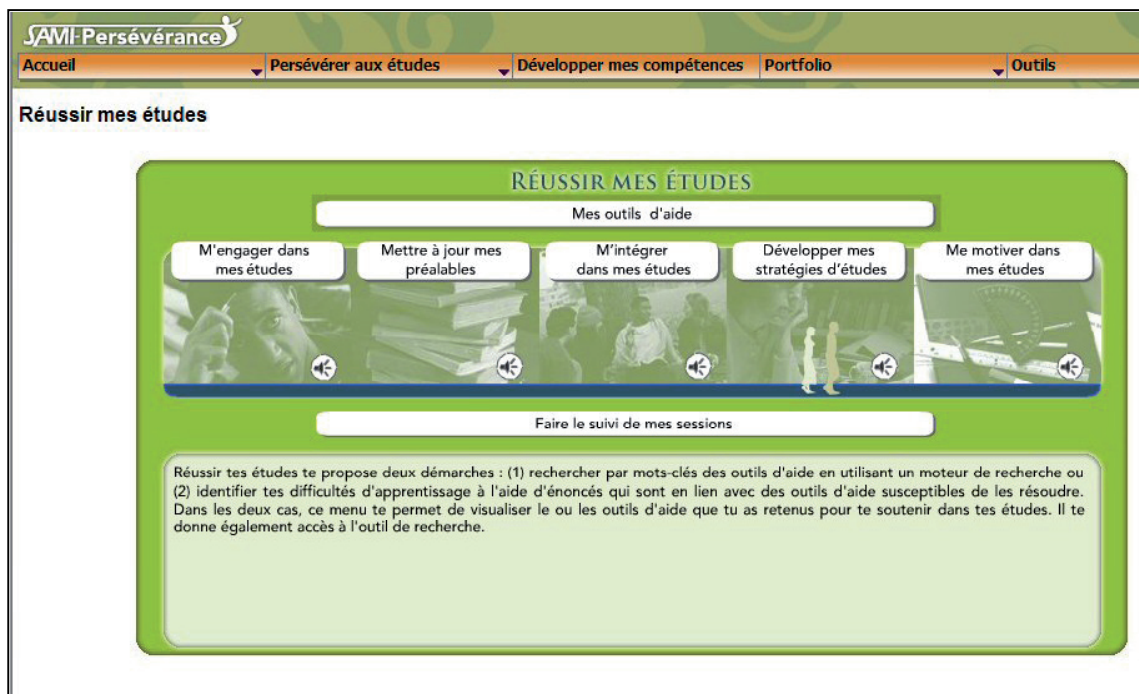 SAMI-Persévérance
Accueil Persévérer aux études Développer mes compétences Portfolio Outils
Réussir mes études
RÉUSSIR MES ÉTUDES
Mes outils d'aide
M'engager dans
mes études
Mettre à jour mes
préalables
M'intégrer
dans mes études
Développer mes
stratégies d'études
Me motiver dans
mes études
Faire le suivi de mes sessions
Réussir tes études te propose deux démarches : (1) rechercher par mots-clés des outils d'aide en utilisant un moteur de recherche ou
(2) identifier tes difficultés d'apprentissage à l'aide d'énoncés qui sont en lien avec des outils d'aide susceptibles de les résoudre.
Dans les deux cas, ce menu te permet de visualiser le ou les outils d'aide que tu as retenus pour te soutenir dans tes études. Il te
donne également accès à l'outil de recherche.